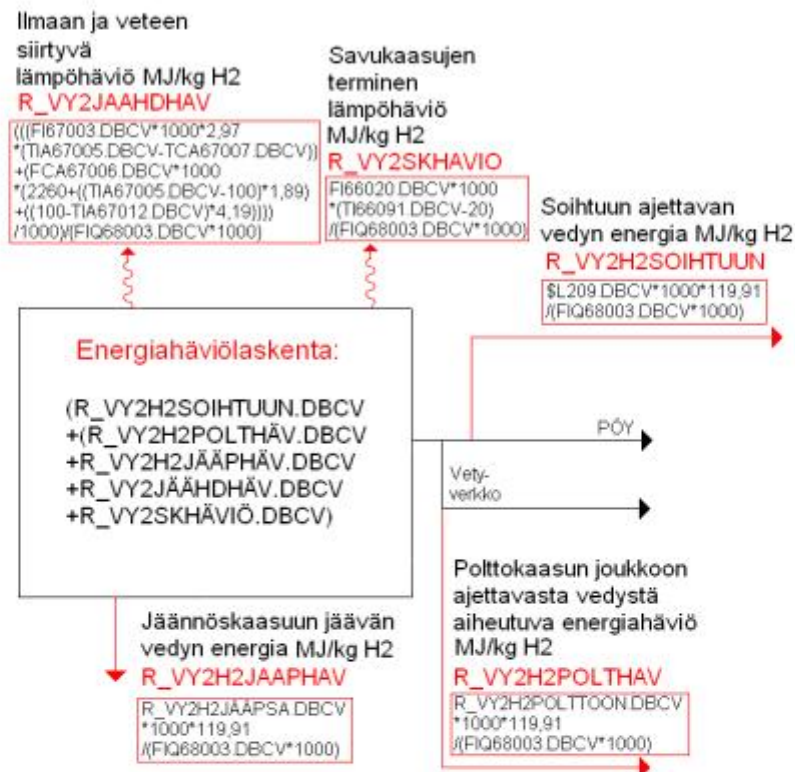 Ilmaan ja veteen
siirtyvä
lämpöhäviö MJ/kg H2
R_VY2JAAHDHAV
(((FI67003.DBCV*1000*2,97
*(TIA67005.DBCV-TCA67007.DBCV))
+(FCA67006.DBCV*1000
*(2260+((TIA67005.DBCV-100)*1,89)
+((100-TIA67012.DBCV)*4,19))))
/1000)/(FIQ68003.DBCV*1000)
Savukaasujen
terminen
lämpöhäviö
MJ/kg H2
R_VY2SKHAVIO
FI66020.DBCV*1000
*(TI66091.DBCV-20)
/(FIQ68003.DBCV*1000)
Soihtuun ajettavan
vedyn energia MJ/kg H2
R_VY2H2SOIHTUUN
$L209.DBCV*1000*119,91
/(FIQ68003.DBCV*1000)
Energiahäviölaskenta:
(R_VY2H2SOIHTUUN.DBCV
+(R_VY2H2POLTHÄV.DBCV
+R_VY2H2JÄÄPHÄV.DBCV
+R_VY2JÄÄHDHÄV.DBCV
+R_VY2SKHÄVIÖ.DBCV)
PÖY
Vety-
verkko
Jäännöskaasuun jäävän
vedyn energia MJ/kg H2
R_VY2H2JAAPHAV
R_VY2H2JÄÄPSA.DBCV
*1000*119,91
/(FIQ68003.DBCV*1000)
Polttokaasun joukkoon
ajettavasta vedystä
aiheutuva energiahäviö
MJ/kg H2
R_VY2H2POLTHAV
R_VY2H2POLTTOON.DBCV
*1000*119,91
/(FIQ68003.DBCV*1000)